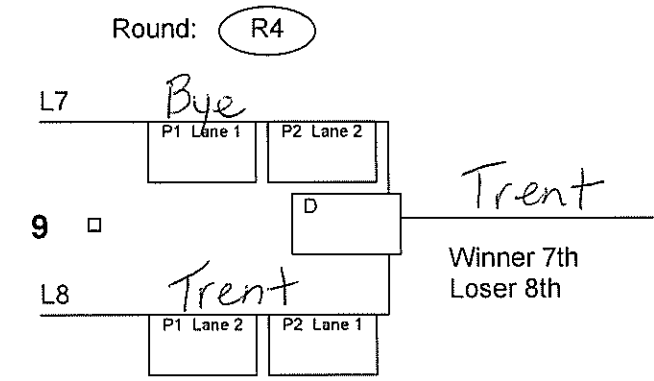 Round: R4
L7 Bye
P1 Lane 1 P2 Lane 2
D
Trent
9
Winner 7th
Loser 8th
L8 Trent
P1 Lane 2 P2 Lane 1